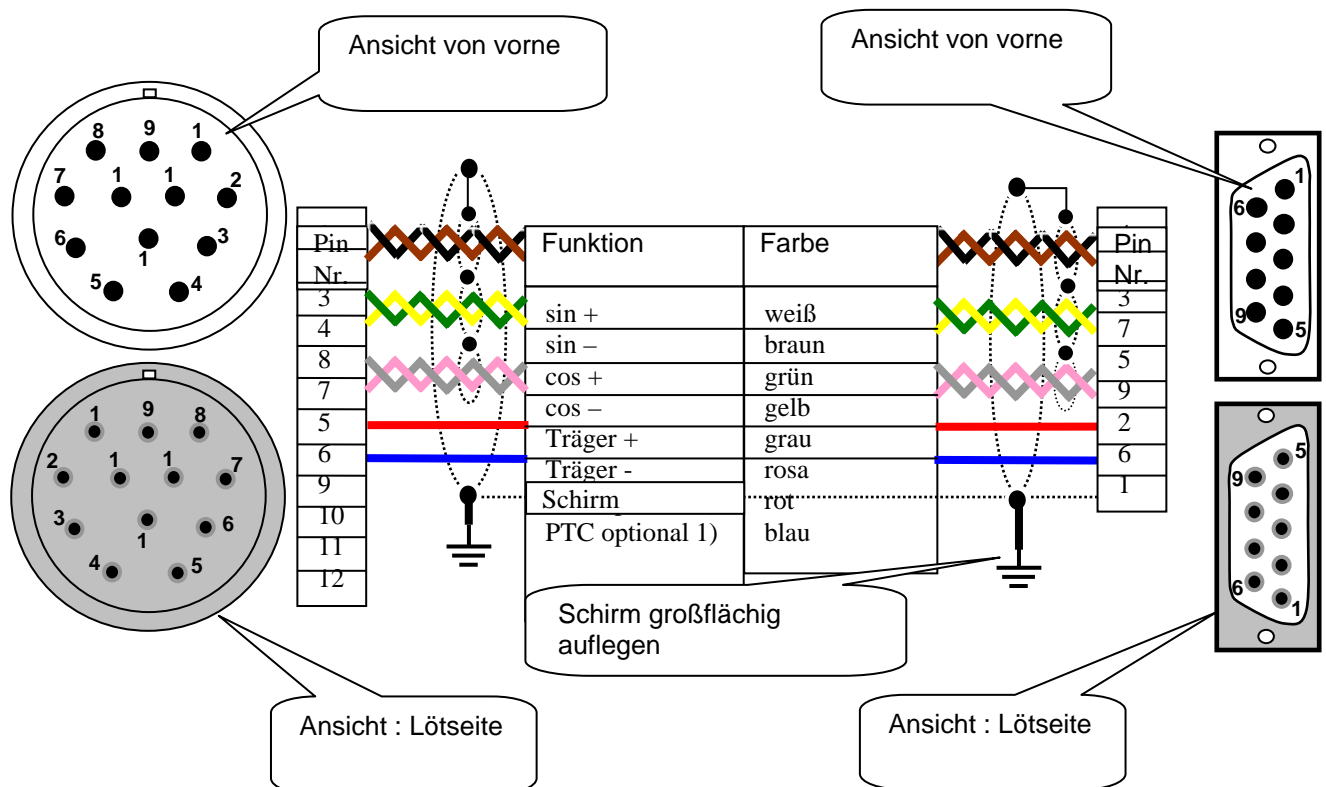 Ansicht von vorne
Ansicht von vorne
8 9 1
7 1 1 2
6 1 3
5 4
1
6
9
5
Pin
Nr.
3
4
8
7
5
6
9
10
11
12
Funktion
sin +
sin –
cos +
cos –
Träger +
Träger -
Schirm
PTC optional 1)
Farbe
weiß
braun
grün
gelb
grau
rosa
rot
blau
Pin
Nr.
3
7
5
9
2
6
1
1 9 8
2 1 1 7
3 1 6
4 5
5
9
6
1
Schirm großflächig
auflegen
Ansicht : Lötseite
Ansicht : Lötseite